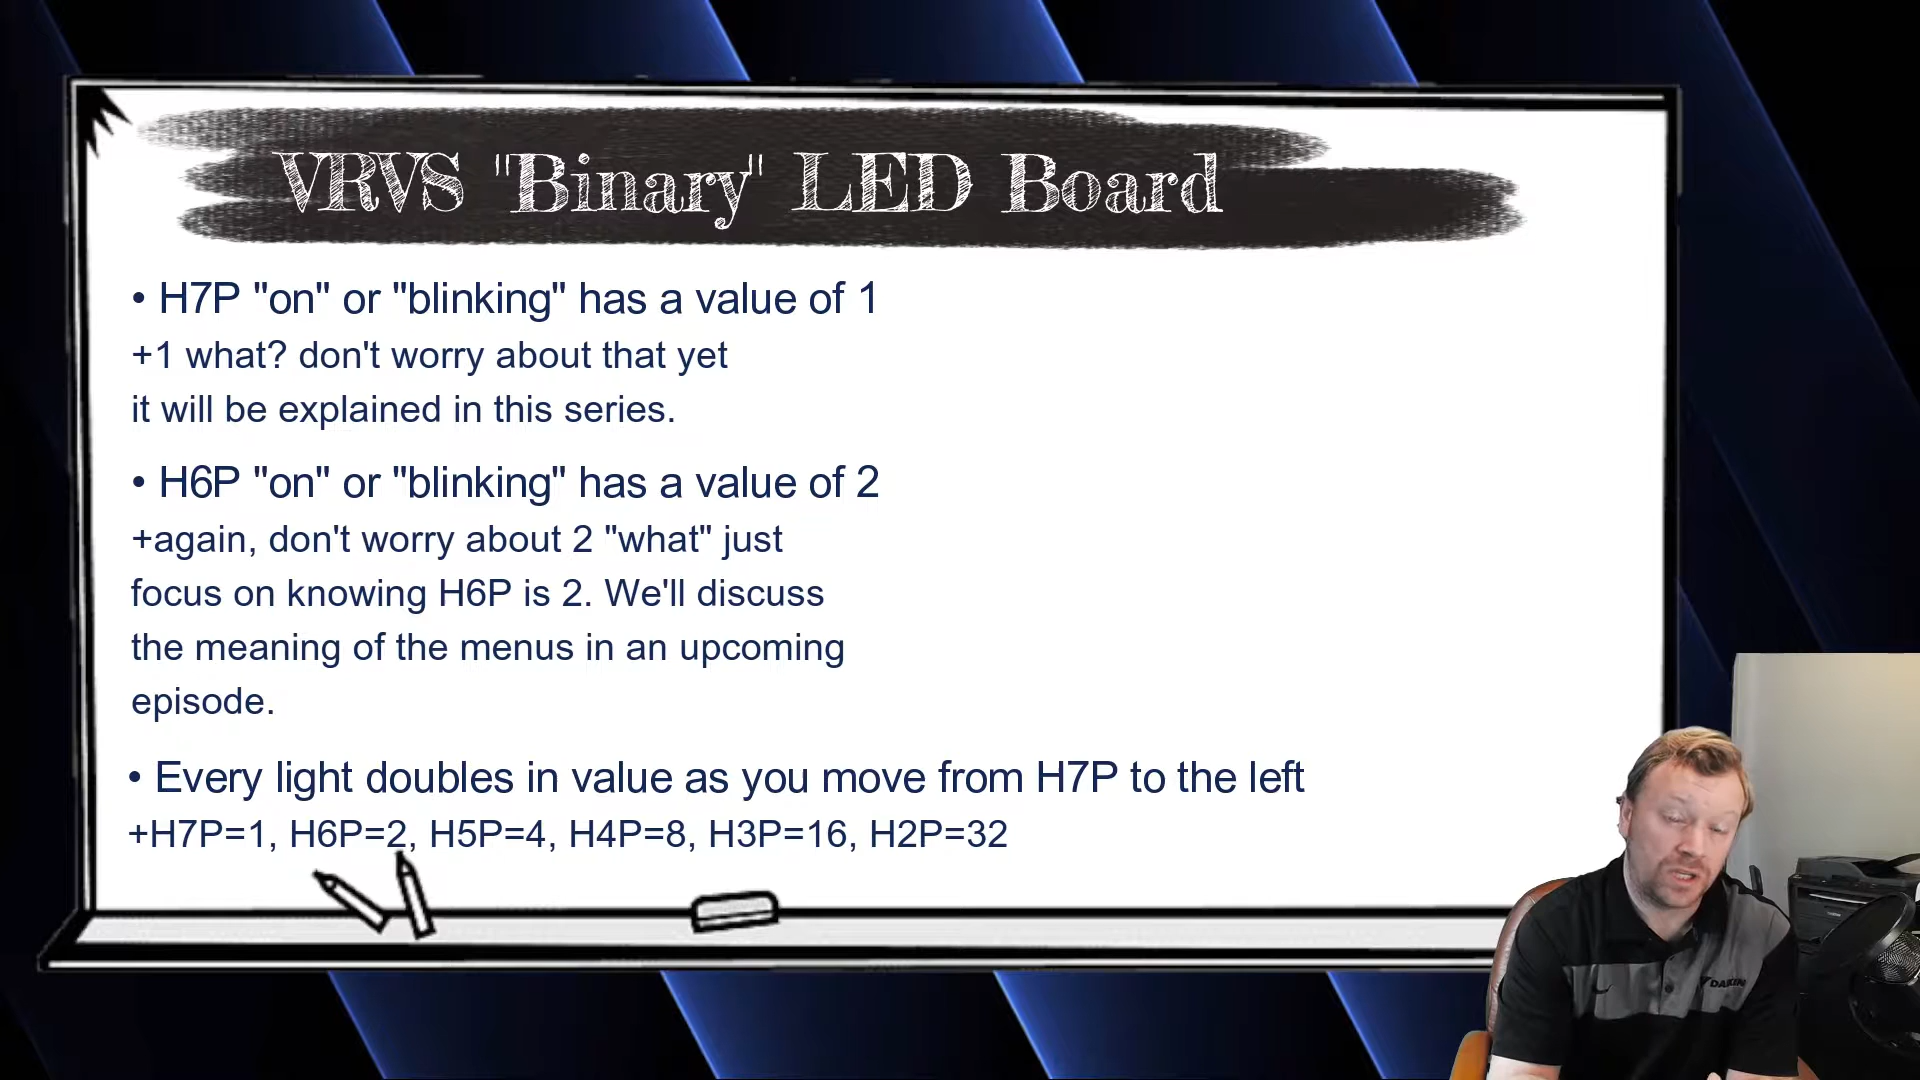 VRVS "Binary" LED Board
• H7P "on" or "blinking" has a value of 1
+1 what? don't worry about that yet
it will be explained in this series.
• H6P "on" or "blinking" has a value of 2
+again, don't worry about 2 "what" just
focus on knowing H6P is 2. We'll discuss
the meaning of the menus in an upcoming
episode.
• Every light doubles in value as you move from H7P to the left
+H7P=1, H6P=2, H5P=4, H4P=8, H3P=16, H2P=32
DAIKIN